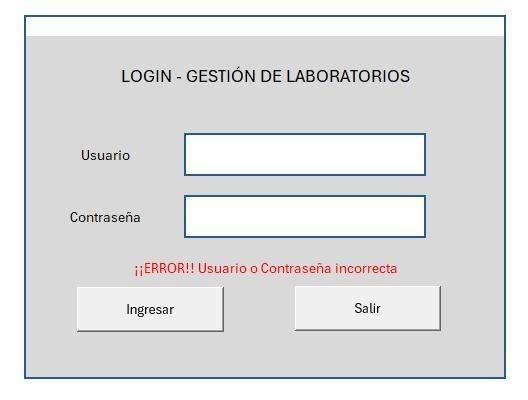 LOGIN - GESTIÓN DE LABORATORIOS
Usuario
Contraseña
¡¡ERROR!! Usuario o Contraseña incorrecta
Ingresar
Salir